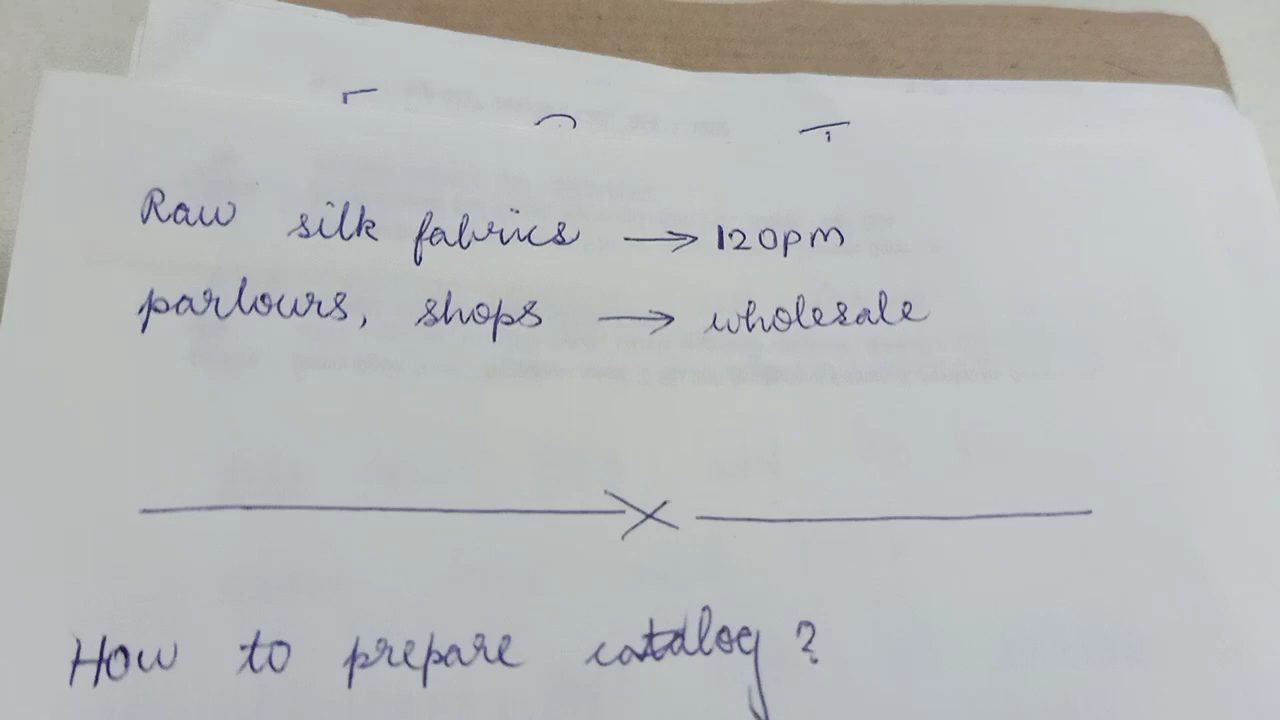 Raw silk fabrics → 120pm
parlours, shops → wholesale
How to prepare catalog?